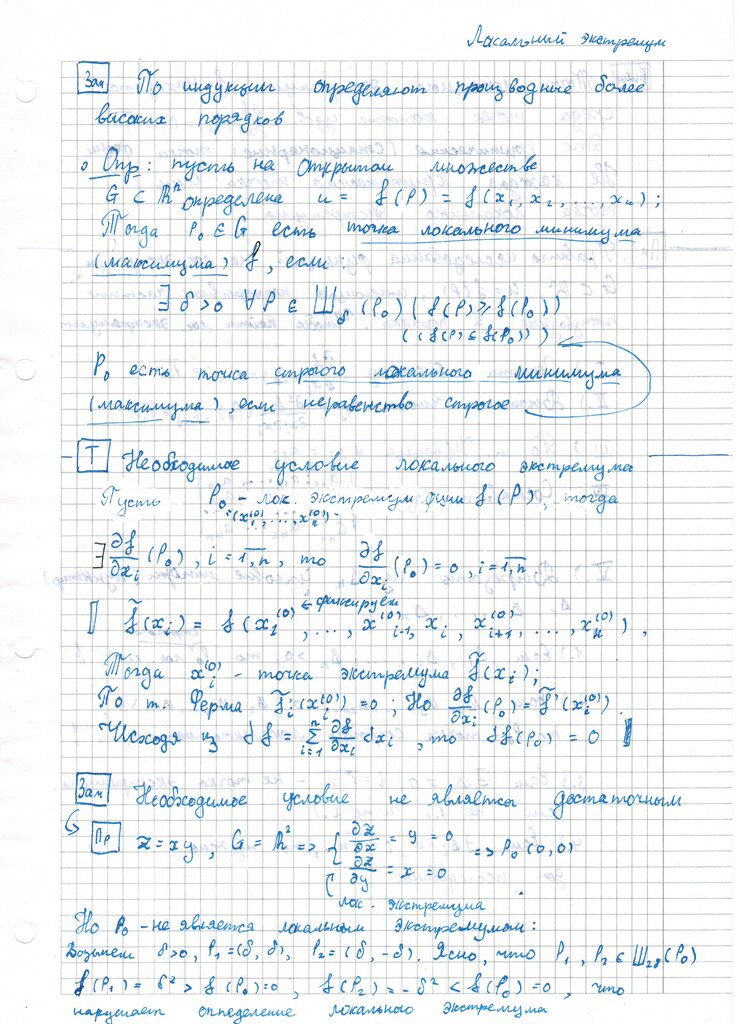 Локальный экстремум
Зам По индукции определяют производные более
высоких порядков
Опр: пусть на открытом множестве
G ⊂ ℝⁿ определена u = f(P) = f(x₁, x₂, ..., xₙ);
Тогда P₀ ∈ G есть точка локального минимума
(максимума) f, если:
∃ δ>0 ∀P ∈ Ш_δ(P₀) (f(P) ≥ f(P₀))
((f(P) ≤ f(P₀)))
P₀ есть точка строгого локального минимума
(максимума), если неравенство строгое
Т Необходимое условие локального экстремума
Пусть P₀ - лок. экстремум ф-ции f(P), тогда
=(x₁⁽⁰⁾, ..., xₙ⁽⁰⁾)
∃ ∂f/∂xᵢ (P₀), i = 1,n, то ∂f/∂xᵢ (P₀) = 0, i = 1,n
← фиксируем
f̃(xᵢ) = f(x₁⁽⁰⁾, ..., xᵢ₋₁⁽⁰⁾, xᵢ, xᵢ₊₁⁽⁰⁾, ..., xₙ⁽⁰⁾),
Тогда xᵢ⁽⁰⁾ - точка экстремума f̃(xᵢ);
По т. Ферма f̃ᵢ'(xᵢ⁽⁰⁾) = 0; Но ∂f/∂xᵢ (P₀) = f̃'(xᵢ⁽⁰⁾).
Исходя из df = Σᵢ₌₁ⁿ ∂f/∂xᵢ dxᵢ, то df(P₀) = 0
Зам Необходимое условие не является достаточным
Пр z = xy, G = ℝ² => { ∂z/∂x = y = 0
∂z/∂y = x = 0 => P₀(0,0)
лок. экстремума
Но P₀ - не является локальным экстремумом:
Возьмем δ>0, P₁ = (δ, δ), P₂ = (δ, -δ). Ясно, что P₁, P₂ ∈ Ш₂δ(P₀)
f(P₁) = δ² > f(P₀)=0, f(P₂) = -δ² < f(P₀) = 0, что
нарушает определение локального экстремума